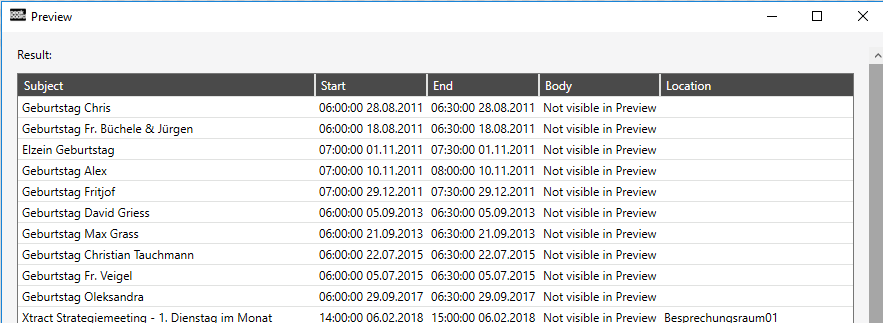 Preview
Result:
Subject Start End Body Location
Geburtstag Chris 06:00:00 28.08.2011 06:30:00 28.08.2011 Not visible in Preview
Geburtstag Fr. Büchele & Jürgen 06:00:00 18.08.2011 06:30:00 18.08.2011 Not visible in Preview
Elzein Geburtstag 07:00:00 01.11.2011 07:30:00 01.11.2011 Not visible in Preview
Geburtstag Alex 07:00:00 10.11.2011 08:00:00 10.11.2011 Not visible in Preview
Geburtstag Fritjof 07:00:00 29.12.2011 07:30:00 29.12.2011 Not visible in Preview
Geburtstag David Griess 06:00:00 05.09.2013 06:30:00 05.09.2013 Not visible in Preview
Geburtstag Max Grass 06:00:00 21.09.2013 06:30:00 21.09.2013 Not visible in Preview
Geburtstag Christian Tauchmann 06:00:00 22.07.2015 06:30:00 22.07.2015 Not visible in Preview
Geburtstag Fr. Veigel 06:00:00 05.07.2015 06:30:00 05.07.2015 Not visible in Preview
Geburtstag Oleksandra 06:00:00 29.09.2017 06:30:00 29.09.2017 Not visible in Preview
Xtract Strategiemeeting - 1. Dienstag im Monat 14:00:00 06.02.2018 15:00:00 06.02.2018 Not visible in Preview Besprechungsraum01